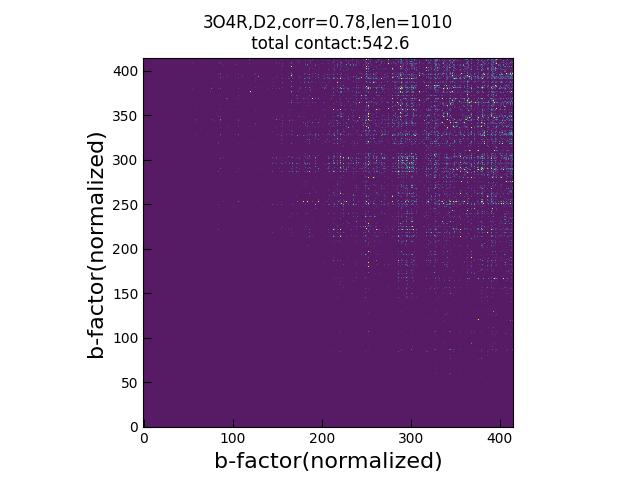 3O4R,D2,corr=0.78,len=1010
total contact:542.6
400
350
300
250
200
150
100
50
0
b-factor(normalized)
0 100 200 300 400
b-factor(normalized)